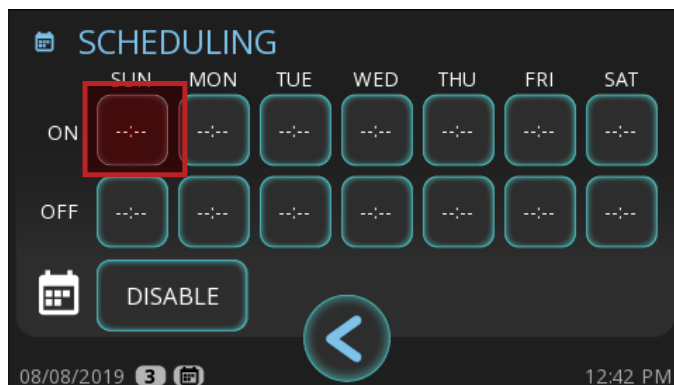 SCHEDULING
SUN MON TUE WED THU FRI SAT
ON --:-- --:-- --:-- --:-- --:-- --:-- --:--
OFF --:-- --:-- --:-- --:-- --:-- --:-- --:--
DISABLE
08/08/2019 3 12:42 PM